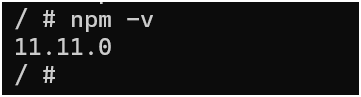 / # npm -v
11.11.0
/ #